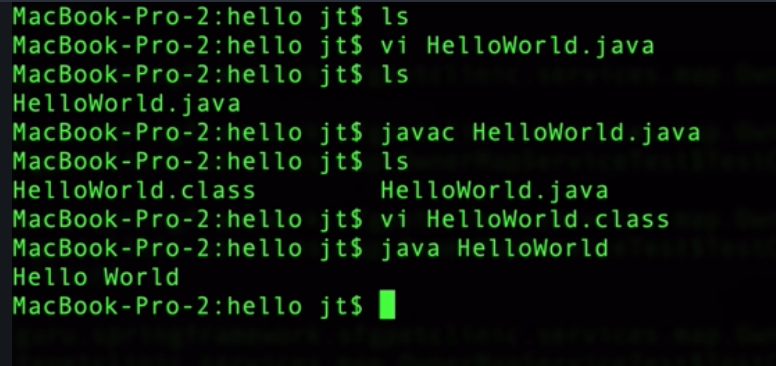 MacBook-Pro-2:hello jt$ ls
MacBook-Pro-2:hello jt$ vi HelloWorld.java
MacBook-Pro-2:hello jt$ ls
HelloWorld.java
MacBook-Pro-2:hello jt$ javac HelloWorld.java
MacBook-Pro-2:hello jt$ ls
HelloWorld.class HelloWorld.java
MacBook-Pro-2:hello jt$ vi HelloWorld.class
MacBook-Pro-2:hello jt$ java HelloWorld
Hello World
MacBook-Pro-2:hello jt$